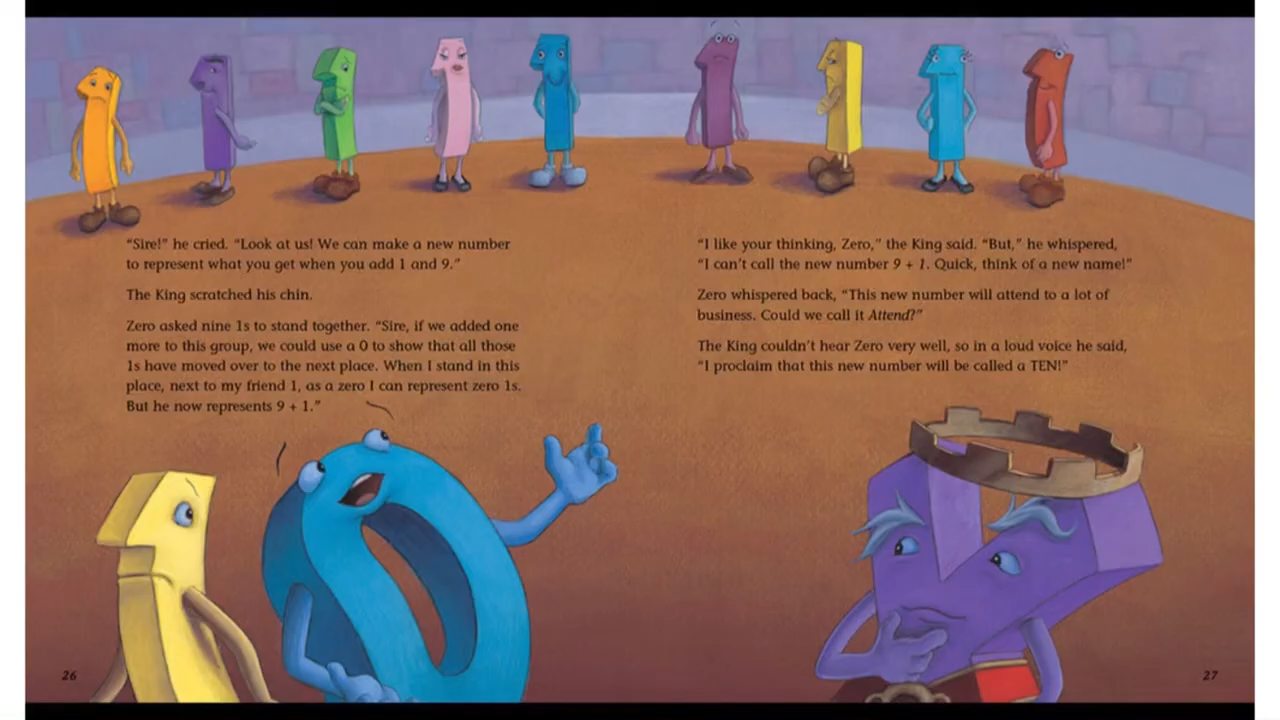 “Sire!” he cried. “Look at us! We can make a new number
to represent what you get when you add 1 and 9.”
The King scratched his chin.
Zero asked nine 1s to stand together. “Sire, if we added one
more to this group, we could use a 0 to show that all those
1s have moved over to the next place. When I stand in this
place, next to my friend 1, as a zero I can represent zero 1s.
But he now represents 9 + 1.”
26
“I like your thinking, Zero,” the King said. “But,” he whispered,
“I can’t call the new number 9 + 1. Quick, think of a new name!”
Zero whispered back, “This new number will attend to a lot of
business. Could we call it Attend?”
The King couldn’t hear Zero very well, so in a loud voice he said,
“I proclaim that this new number will be called a TEN!”
27